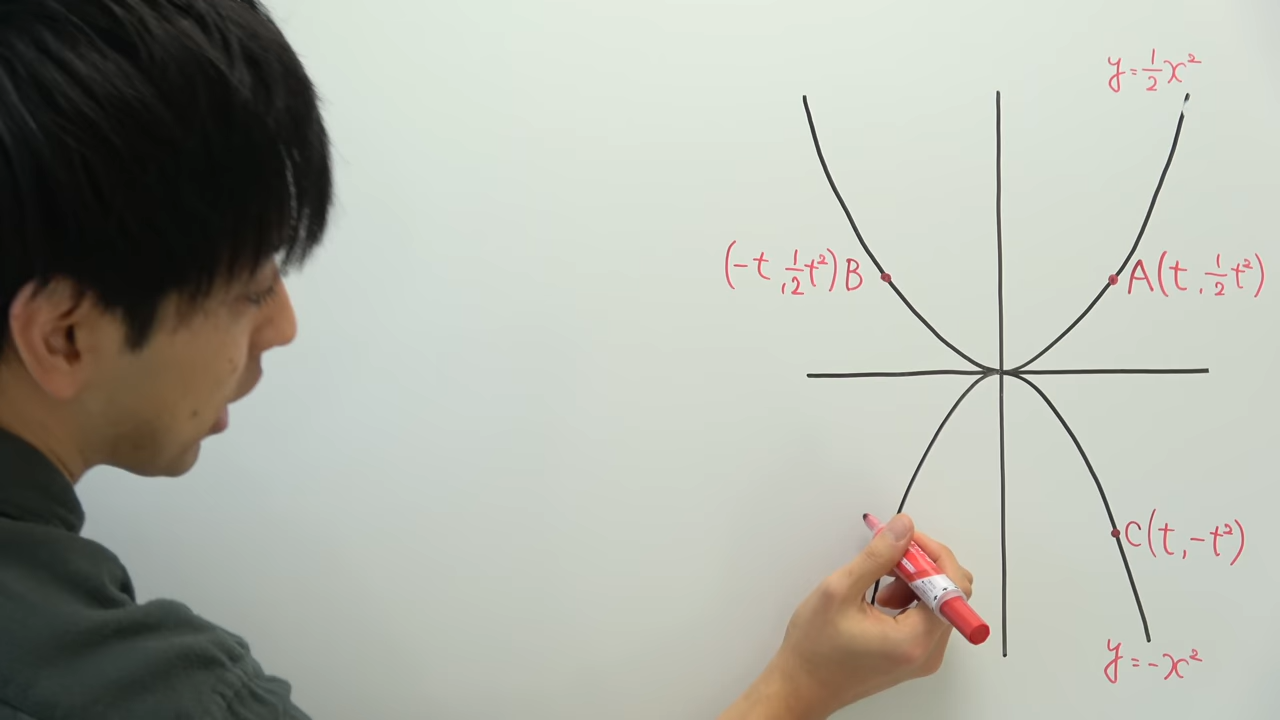 y=1/2x²
(-t,1/2t²)B
A(t,1/2t²)
C(t,-t²)
y=-x²